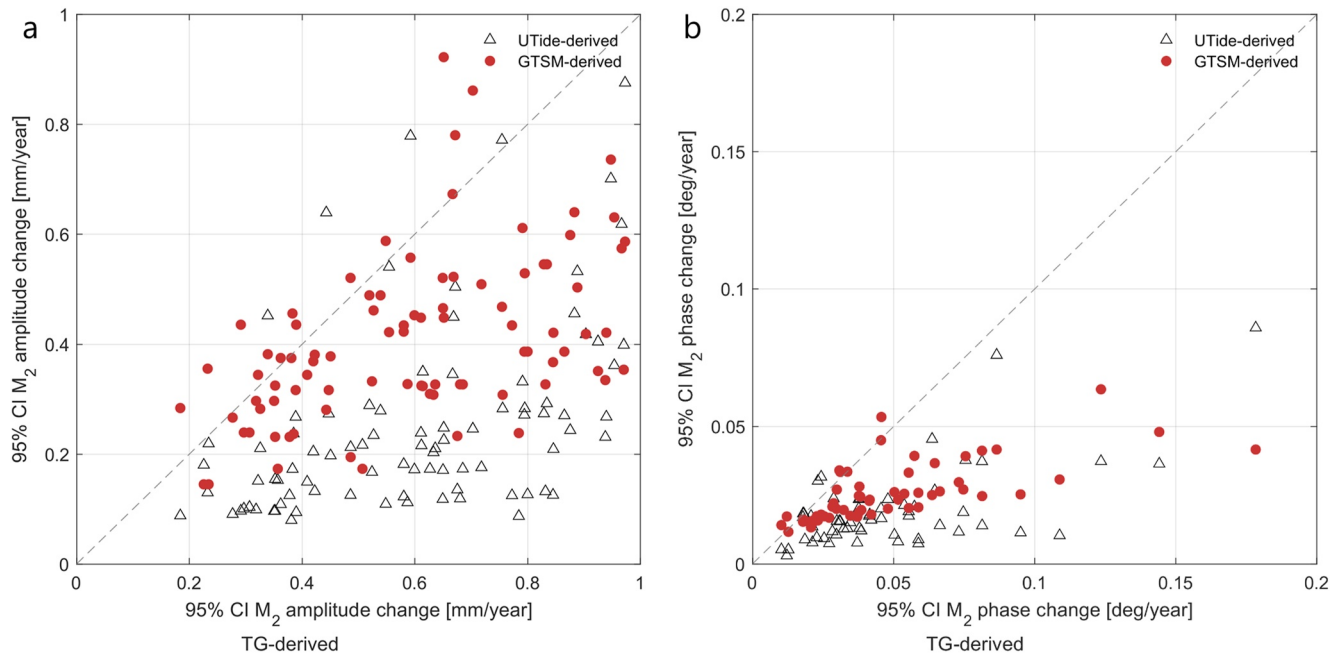 a
95% CI M2 amplitude change [mm/year]
1
0.8
0.6
0.4
0.2
0
UTide-derived
GTSM-derived
0
0.2
0.4
0.6
0.8
1
95% CI M2 amplitude change [mm/year]
TG-derived
b
95% CI M2 phase change [deg/year]
0.2
0.15
0.1
0.05
0
UTide-derived
GTSM-derived
0
0.05
0.1
0.15
0.2
95% CI M2 phase change [deg/year]
TG-derived